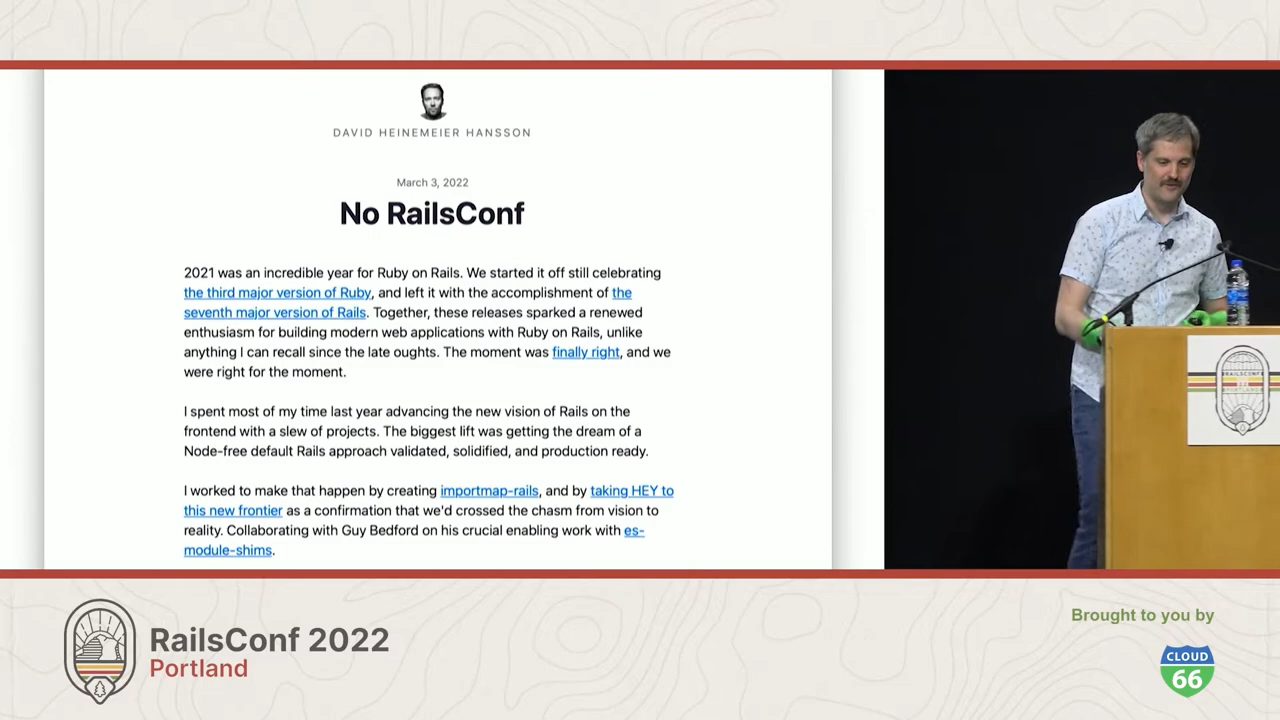 DAVID HEINEMEIER HANSSON
March 3, 2022
No RailsConf
2021 was an incredible year for Ruby on Rails. We started it off still celebrating
the third major version of Ruby, and left it with the accomplishment of the
seventh major version of Rails. Together, these releases sparked a renewed
enthusiasm for building modern web applications with Ruby on Rails, unlike
anything I can recall since the late oughts. The moment was finally right, and we
were right for the moment.
I spent most of my time last year advancing the new vision of Rails on the
frontend with a slew of projects. The biggest lift was getting the dream of a
Node-free default Rails approach validated, solidified, and production ready.
I worked to make that happen by creating importmap-rails, and by taking HEY to
this new frontier as a confirmation that we'd crossed the chasm from vision to
reality. Collaborating with Guy Bedford on his crucial enabling work with es-
module-shims.
RAILSCONF
RailsConf 2022
Portland
Brought to you by
CLOUD
66